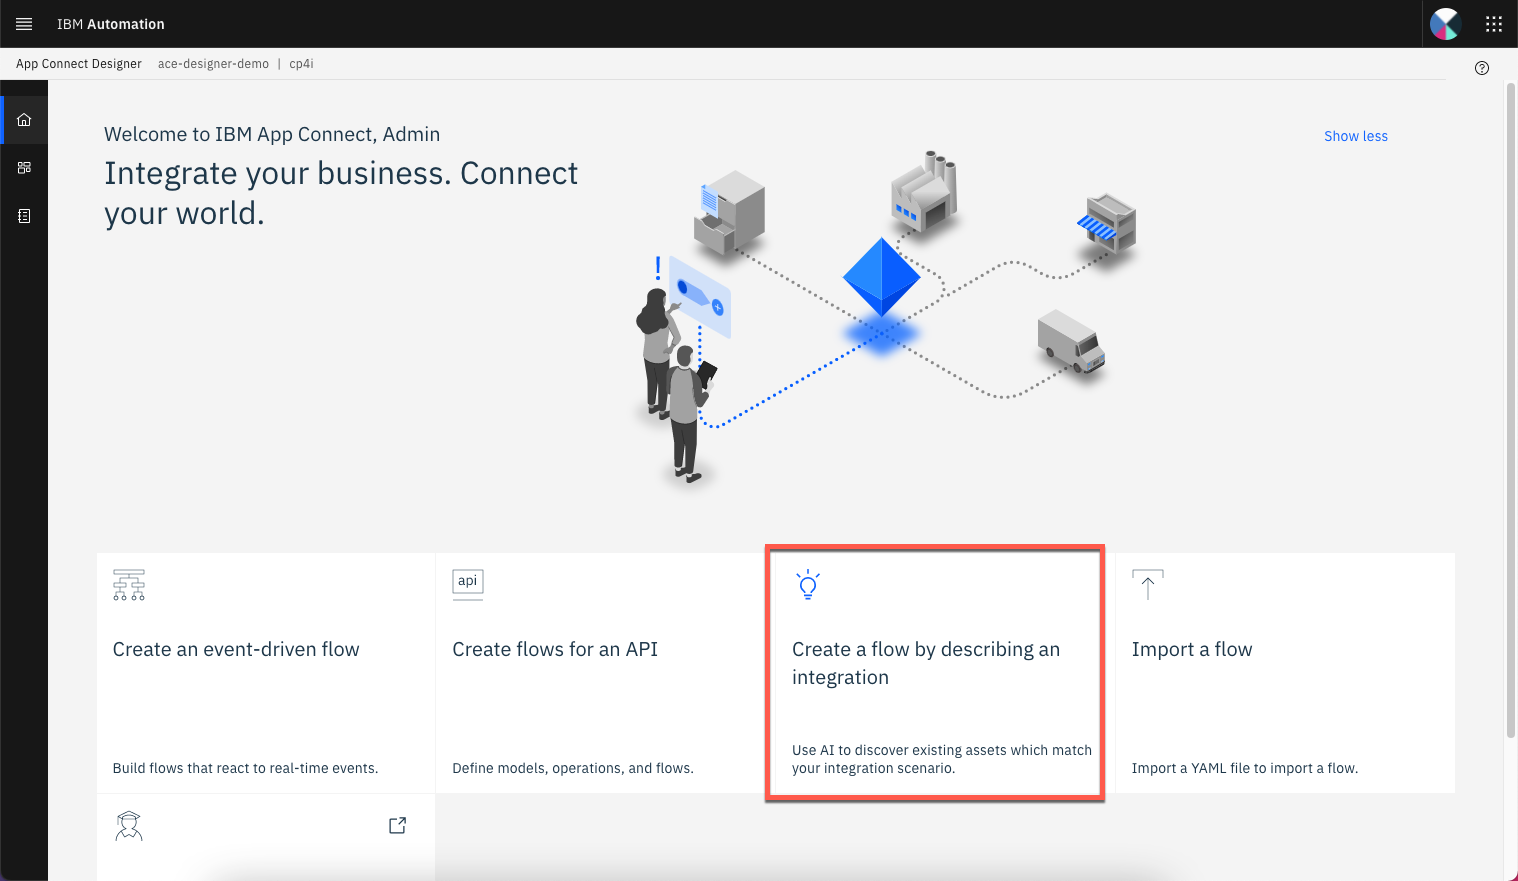 IBM Automation
App Connect Designer ace-designer-demo | cp4i
Welcome to IBM App Connect, Admin
Show less
Integrate your business. Connect
your world.
!
api
Create an event-driven flow
Build flows that react to real-time events.
Create flows for an API
Define models, operations, and flows.
Create a flow by describing an
integration
Use AI to discover existing assets which match
your integration scenario.
Import a flow
Import a YAML file to import a flow.